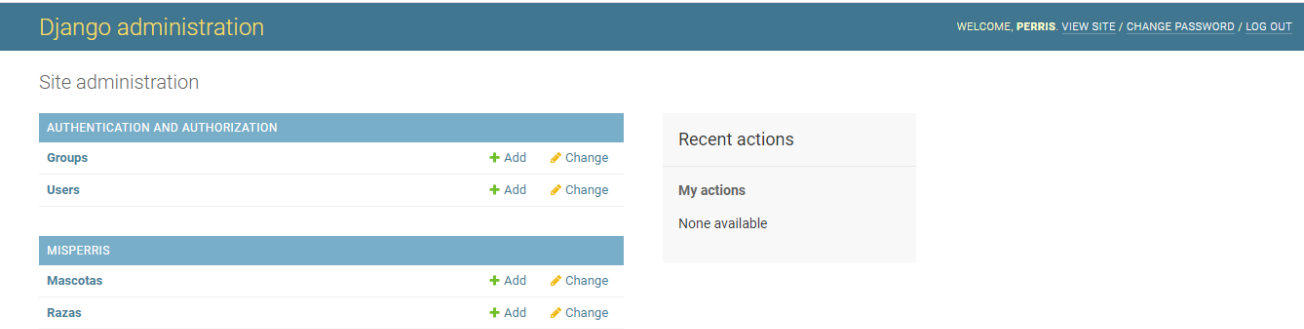 Django administration
WELCOME, PERRIS. VIEW SITE / CHANGE PASSWORD / LOG OUT
Site administration
AUTHENTICATION AND AUTHORIZATION
Groups Add Change
Users Add Change
MISPERRIS
Mascotas Add Change
Razas Add Change
Recent actions
My actions
None available